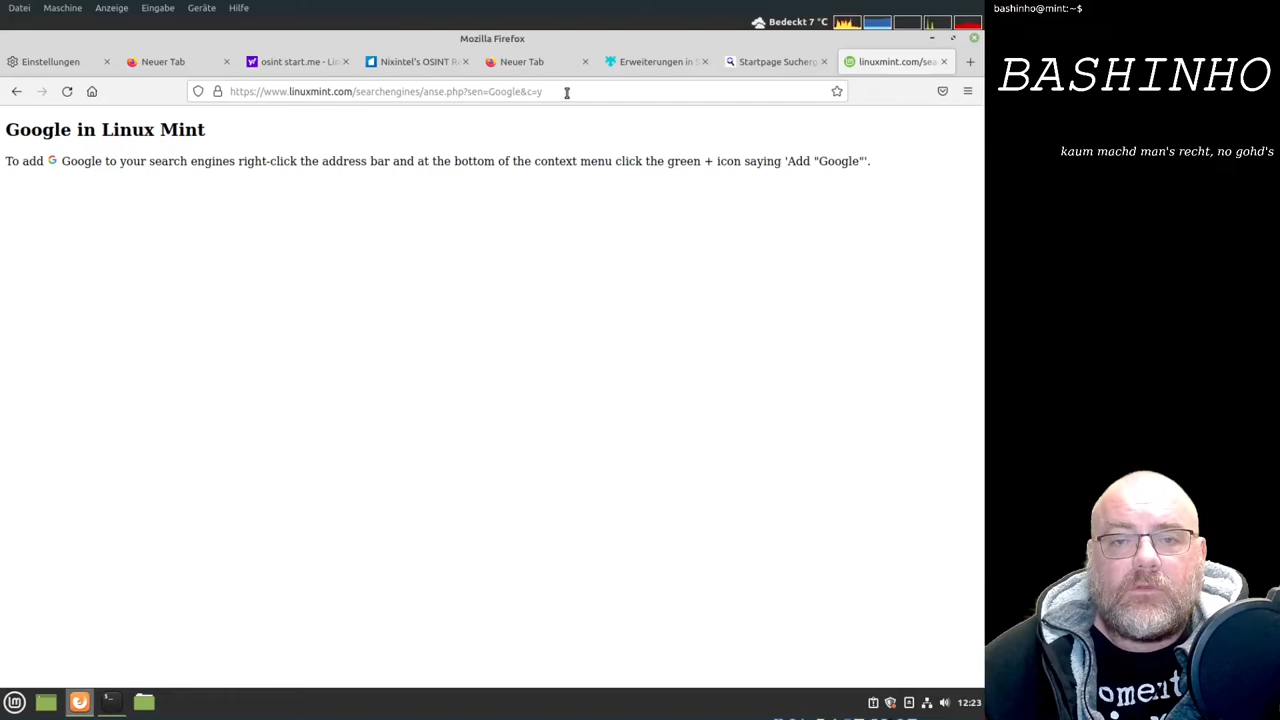 Datei Maschine Anzeige Eingabe Geräte Hilfe
Bedeckt 7 °C
Mozilla Firefox
Einstellungen
Neuer Tab
osint start.me - Lin
Nixintel's OSINT Re
Neuer Tab
Erweiterungen in S
Startpage Sucherg
linuxmint.com/sea
https://www.linuxmint.com/searchengines/anse.php?sen=Google&c=y
Google in Linux Mint
To add G Google to your search engines right-click the address bar and at the bottom of the context menu click the green + icon saying 'Add "Google"'.
12:23
bashinho@mint:~$
BASHINHO
kaum machd man's recht, no gohd's